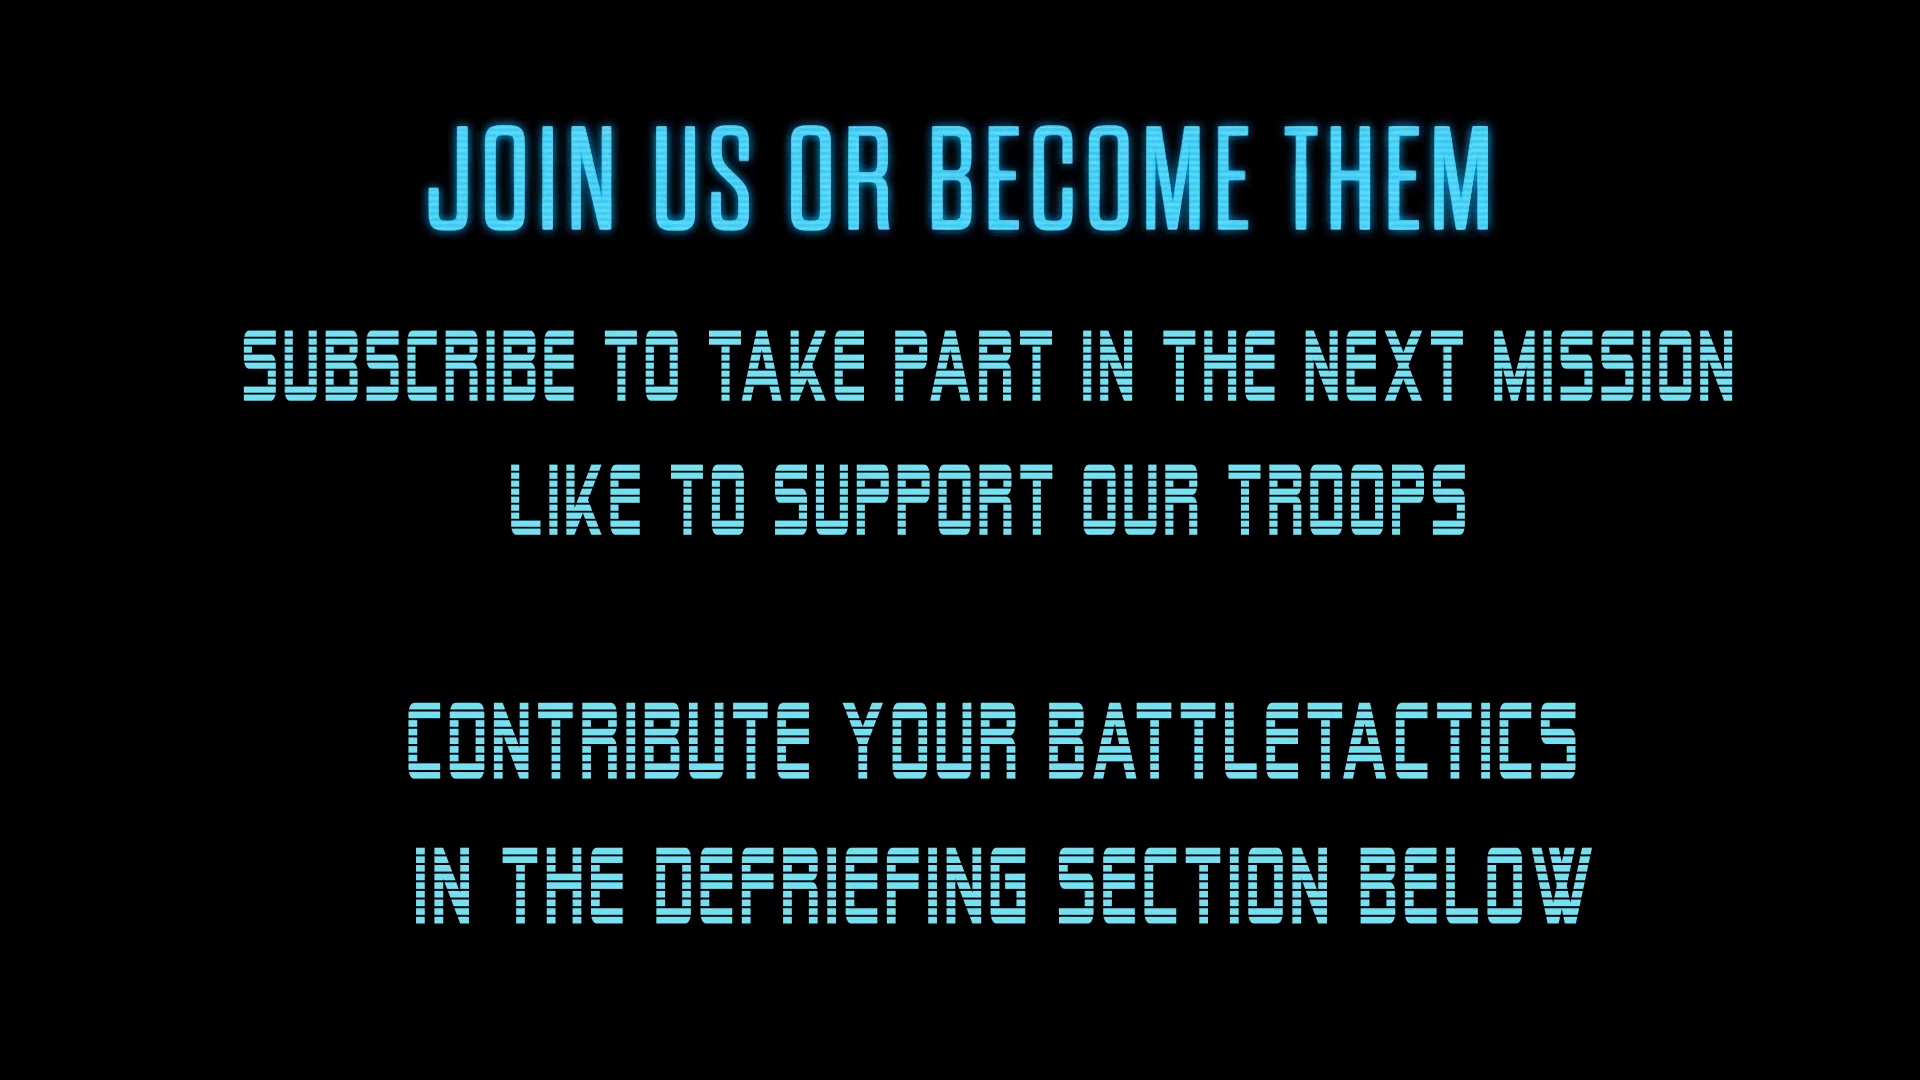 JOIN US OR BECOME THEM
SUBSCRIBE TO TAKE PART IN THE NEXT MISSION
LIKE TO SUPPORT OUR TROOPS
CONTRIBUTE YOUR BATTLETACTICS
IN THE DEFRIEFING SECTION BELOW